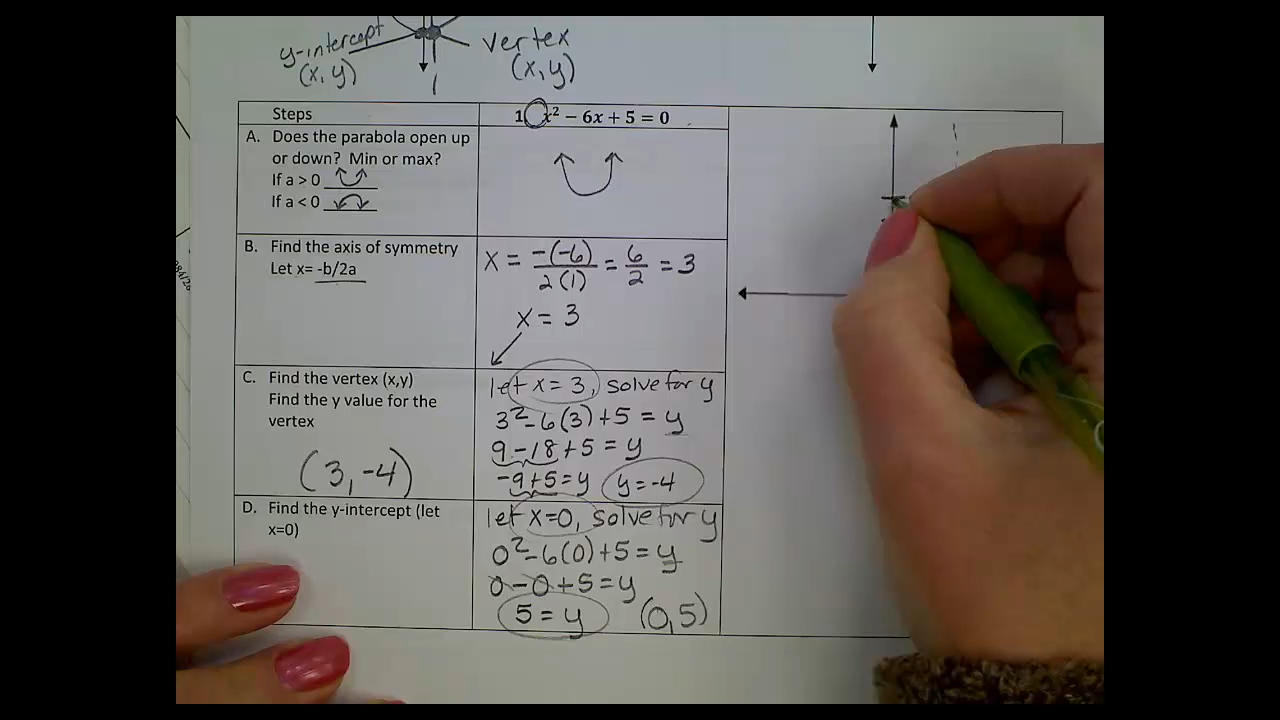 y-intercept
(x, y)
vertex
(x, y)
Steps
1. x² − 6x + 5 = 0
A. Does the parabola open up
or down? Min or max?
If a > 0
If a < 0
B. Find the axis of symmetry
Let x= -b/2a
x = -(-6)/2(1) = 6/2 = 3
x = 3
C. Find the vertex (x,y)
Find the y value for the
vertex
(3, -4)
let x = 3, solve for y
3² - 6(3) + 5 = y
9 - 18 + 5 = y
-9 + 5 = y y = -4
D. Find the y-intercept (let
x=0)
let x=0, solve for y
0² - 6(0) + 5 = y
0 - 0 + 5 = y
5 = y (0, 5)